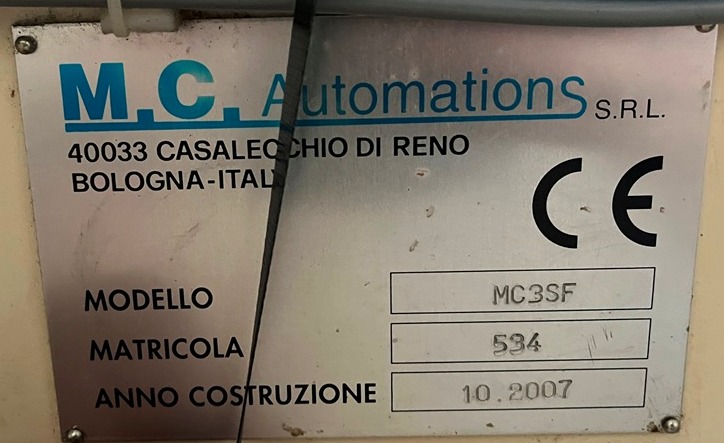 M.C. Automations S.R.L.
40033 CASALECCHIO DI RENO
BOLOGNA-ITALY
CE
MODELLO MC3SF
MATRICOLA 534
ANNO COSTRUZIONE 10.2007